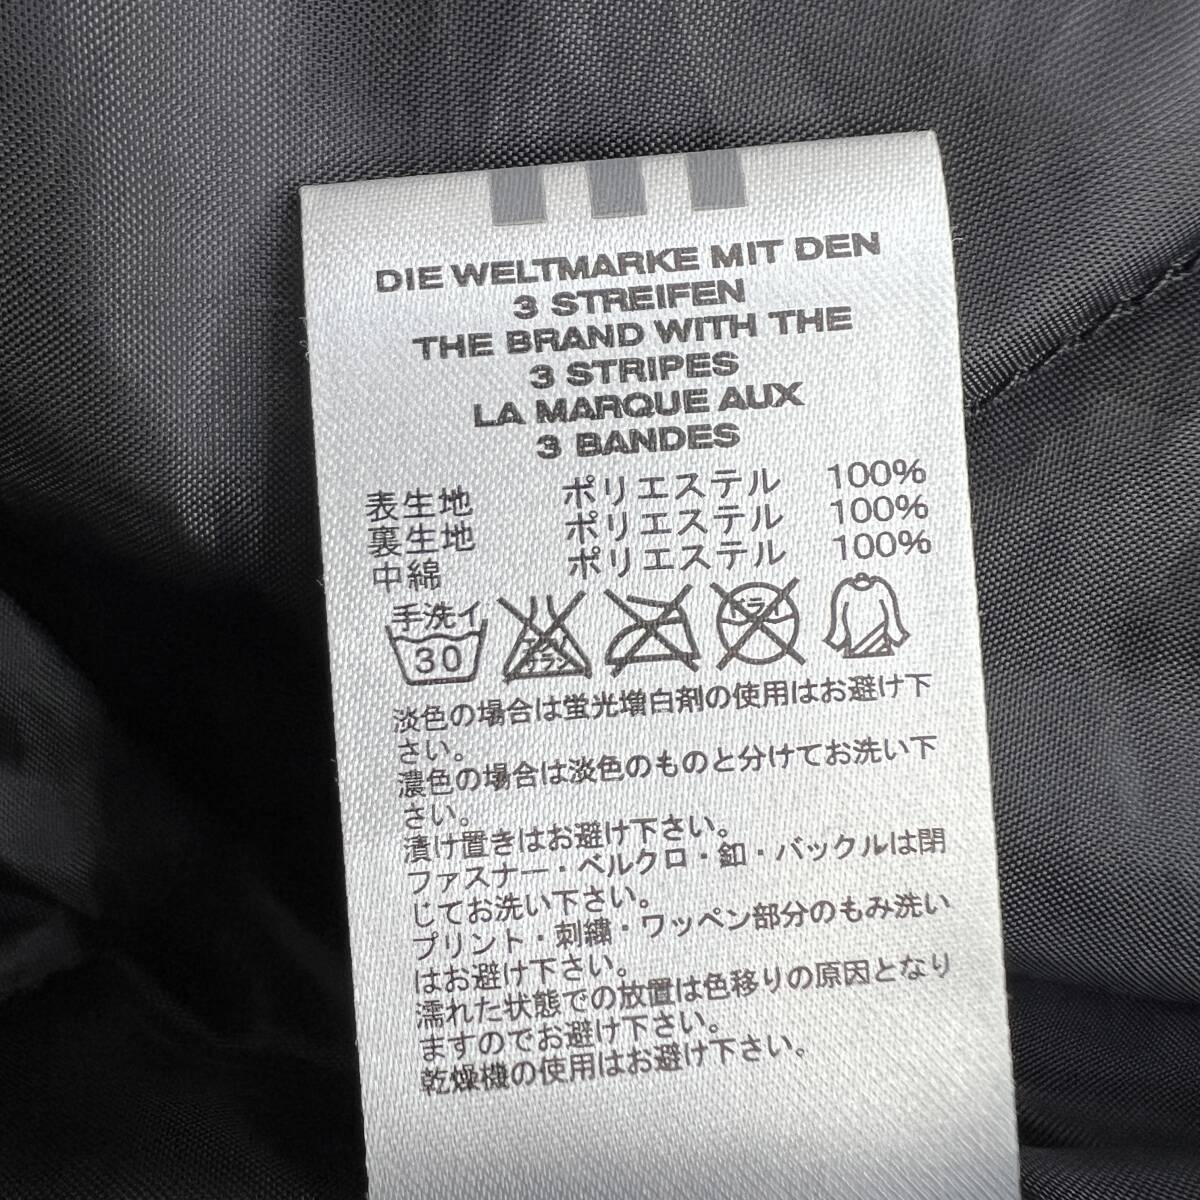 DIE WELTMARKE MIT DEN
3 STREIFEN
THE BRAND WITH THE
3 STRIPES
LA MARQUE AUX
3 BANDES
表生地 ポリエステル 100%
裏生地 ポリエステル 100%
中綿 ポリエステル 100%
手洗イ
30
エンソ
サラシ
ドライ
淡色の場合は蛍光増白剤の使用はお避け下
さい。
濃色の場合は淡色のものと分けてお洗い下
さい。
漬け置きはお避け下さい。
ファスナー・ベルクロ・釦・バックルは閉
じてお洗い下さい。
プリント・刺繍・ワッペン部分のもみ洗い
はお避け下さい。
濡れた状態での放置は色移りの原因となり
ますのでお避け下さい。
乾燥機の使用はお避け下さい。